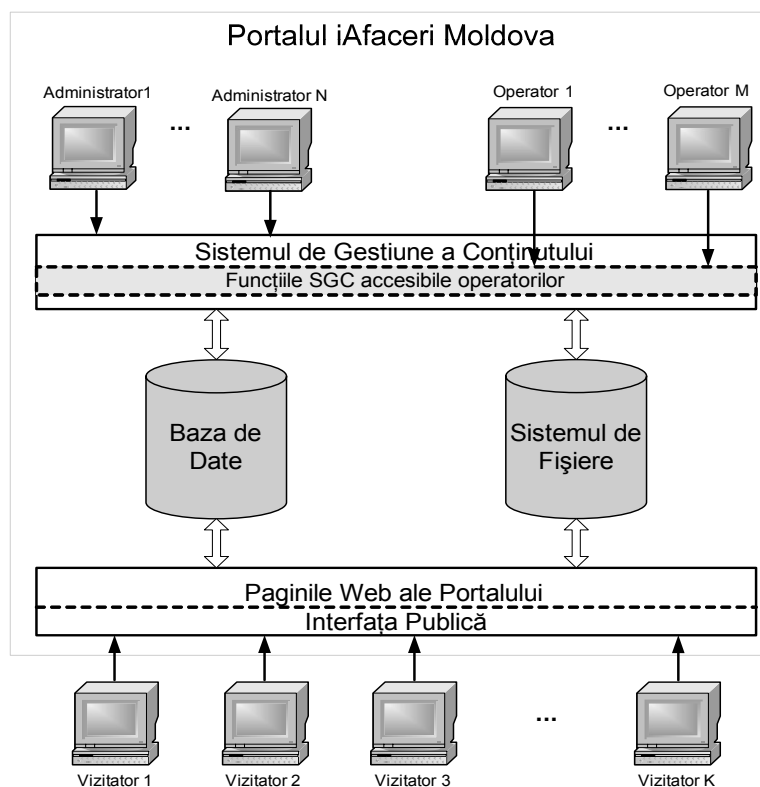 Portalul iAfaceri Moldova
Administrator1
...
Administrator N
Operator 1
...
Operator M
Sistemul de Gestiune a Conținutului
Funcțiile SGC accesibile operatorilor
Baza de
Date
Sistemul de
Fişiere
Paginile Web ale Portalului
Interfața Publică
Vizitator 1
Vizitator 2
Vizitator 3
...
Vizitator K